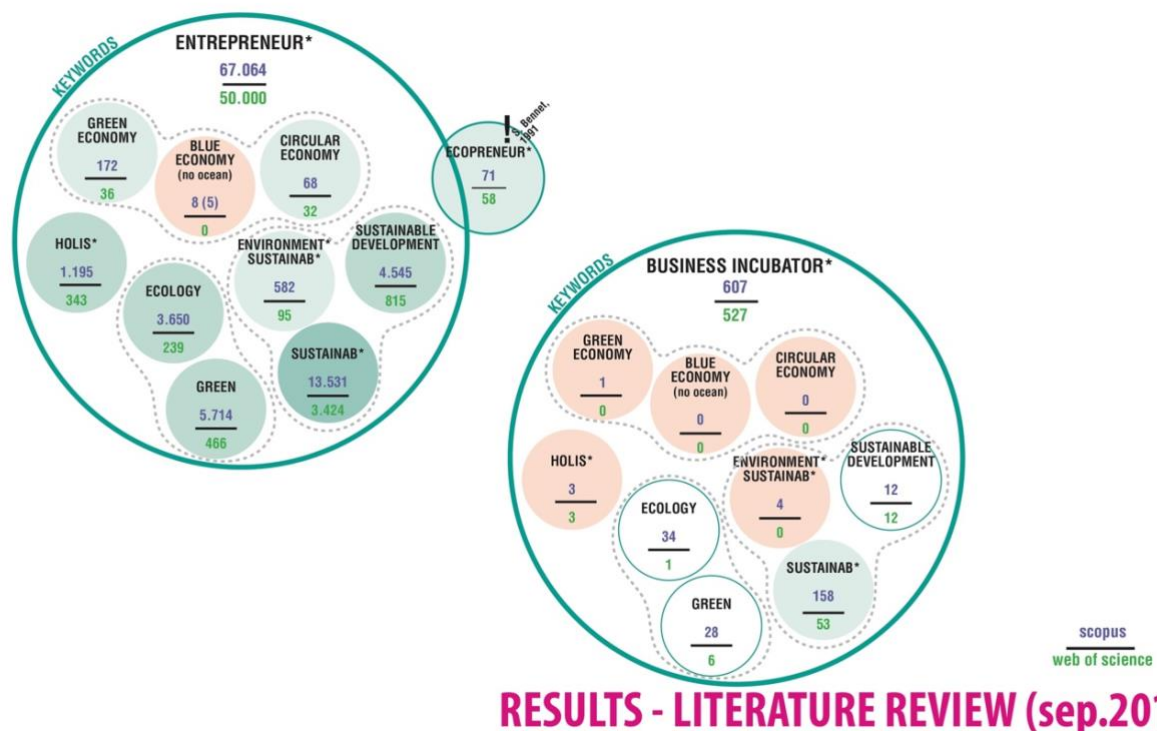 KEYWORDS
ENTREPRENEUR*
67.064
50.000
GREEN
ECONOMY
172
36
BLUE
ECONOMY
(no ocean)
8 (5)
0
CIRCULAR
ECONOMY
68
32
!
S. Bennet,
1991
ECOPRENEUR*
71
58
HOLIS*
1.195
343
ECOLOGY
3.650
239
ENVIRONMENT*
SUSTAINAB*
582
95
SUSTAINABLE
DEVELOPMENT
4.545
815
GREEN
5.714
466
SUSTAINAB*
13.531
3.424
KEYWORDS
BUSINESS INCUBATOR*
607
527
GREEN
ECONOMY
1
0
BLUE
ECONOMY
(no ocean)
0
0
CIRCULAR
ECONOMY
0
0
HOLIS*
3
3
ECOLOGY
34
1
ENVIRONMENT*
SUSTAINAB*
4
0
SUSTAINABLE
DEVELOPMENT
12
12
GREEN
28
6
SUSTAINAB*
158
53
scopus
web of science
RESULTS - LITERATURE REVIEW (sep.201